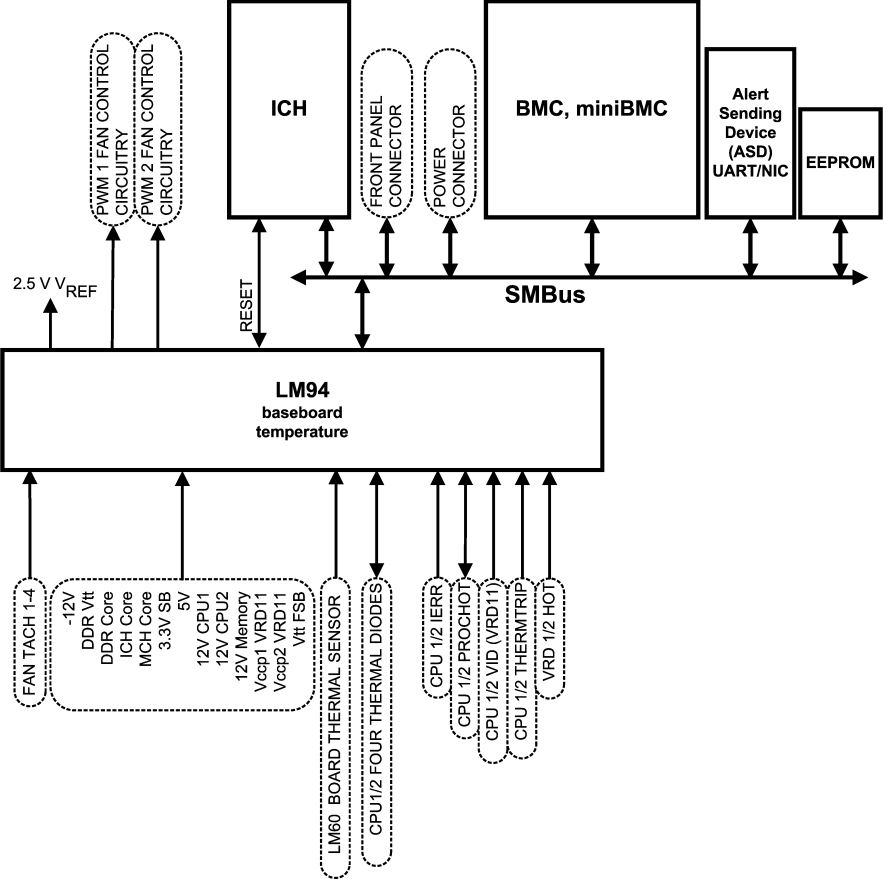 PWM 1 FAN CONTROL
CIRCUITRY
PWM 2 FAN CONTROL
CIRCUITRY
ICH
FRONT PANEL
CONNECTOR
POWER
CONNECTOR
BMC, miniBMC
Alert
Sending
Device
(ASD)
UART/NIC
EEPROM
2.5 V VREF
RESET
SMBus
LM94
baseboard
temperature
FAN TACH 1-4
-12V
DDR Vtt
DDR Core
ICH Core
MCH Core
3.3V SB
5V
12V CPU1
12V CPU2
12V Memory
Vccp1 VRD11
Vccp2 VRD11
Vtt FSB
LM60 BOARD THERMAL SENSOR
CPU1/2 FOUR THERMAL DIODES
CPU 1/2 IERR
CPU 1/2 PROCHOT
CPU 1/2 VID (VRD11)
CPU 1/2 THERMTRIP
VRD 1/2 HOT